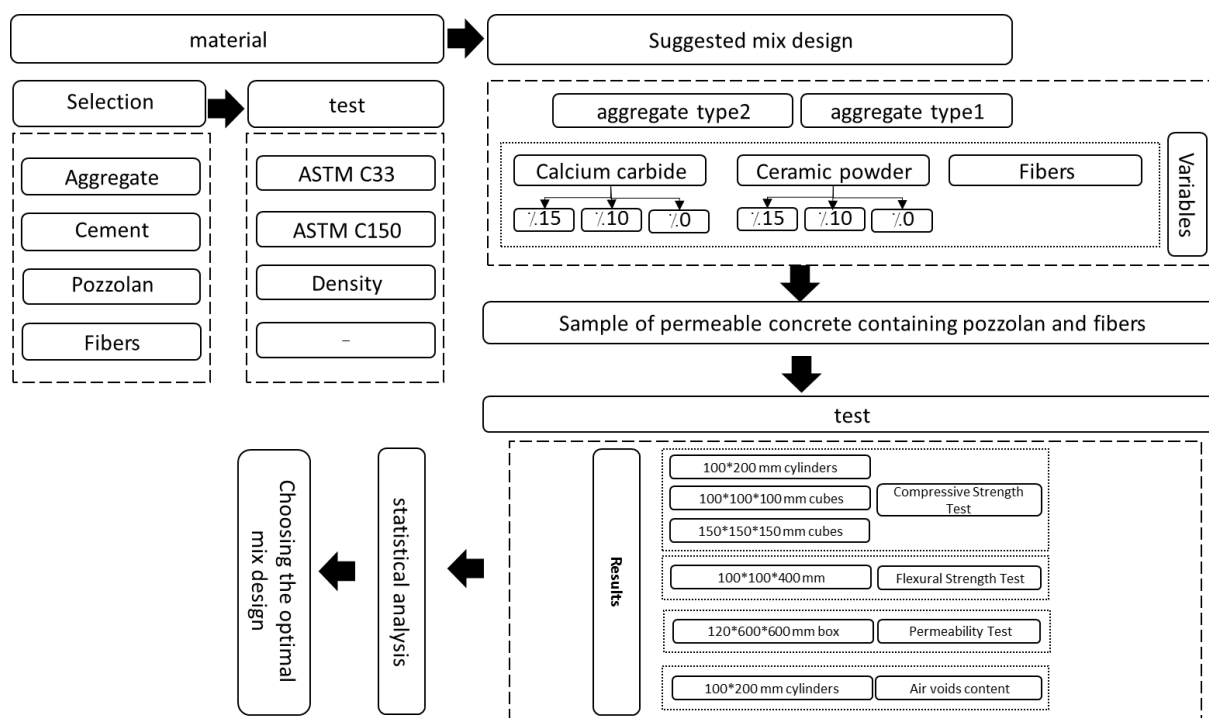 material
Suggested mix design
Selection
test
Aggregate
ASTM C33
Cement
ASTM C150
Pozzolan
Density
Fibers
–
aggregate type2
aggregate type1
Calcium carbide
Ceramic powder
Fibers
٪15
٪10
٪0
٪15
٪10
٪0
Variables
Sample of permeable concrete containing pozzolan and fibers
test
100*200 mm cylinders
100*100*100 mm cubes
150*150*150 mm cubes
Compressive Strength
Test
100*100*400 mm
Flexural Strength Test
120*600*600 mm box
Permeability Test
100*200 mm cylinders
Air voids content
Results
statistical analysis
Choosing the optimal
mix design